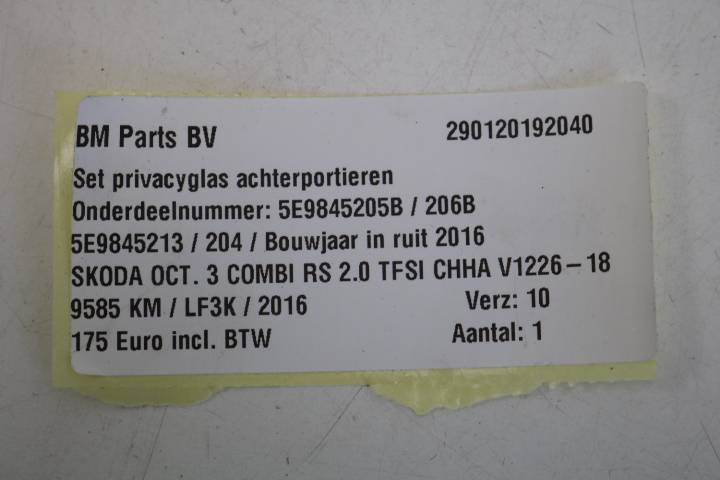 BM Parts BV 290120192040
Set privacyglas achterportieren
Onderdeelnummer: 5E9845205B / 206B
5E9845213 / 204 / Bouwjaar in ruit 2016
SKODA OCT. 3 COMBI RS 2.0 TFSI CHHA V1226-18
9585 KM / LF3K / 2016 Verz: 10
175 Euro incl. BTW Aantal: 1